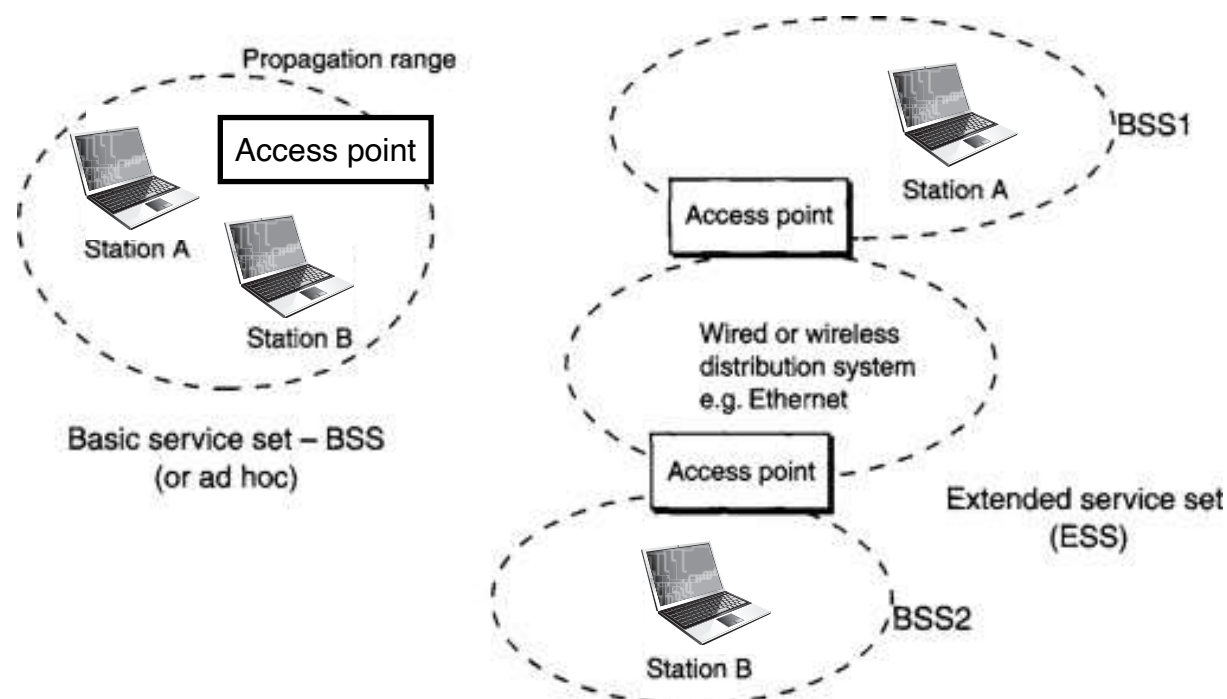 Propagation range
Access point
Station A
Station B
Basic service set – BSS
(or ad hoc)
BSS1
Station A
Access point
Wired or wireless
distribution system
e.g. Ethernet
Access point
Extended service set
(ESS)
BSS2
Station B